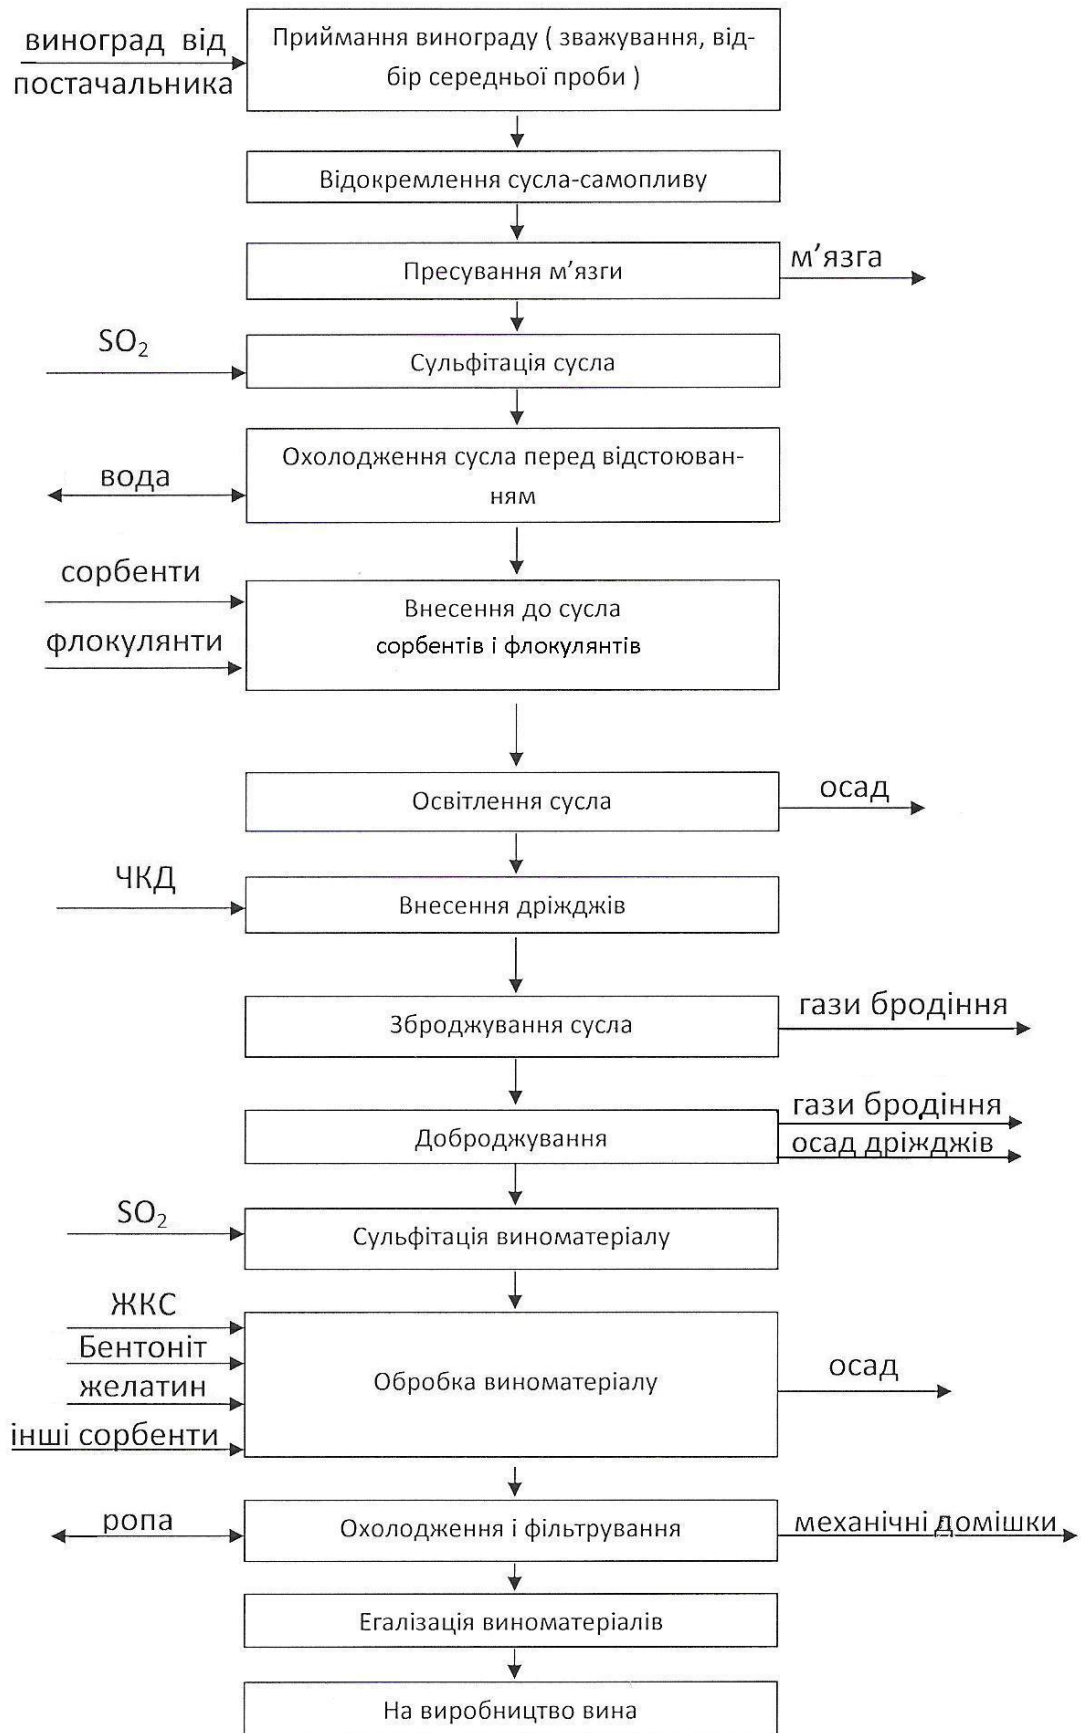 виноград від
постачальника
Приймання винограду ( зважування, від-
бір середньої проби )
Відокремлення сусла-самопливу
Пресування м’язги
м’язга
SO₂
Сульфітація сусла
Охолодження сусла перед відстоюван-
ням
вода
сорбенти
флокулянти
Внесення до сусла
сорбентів і флокулянтів
Освітлення сусла
осад
ЧКД
Внесення дріжджів
Зброджування сусла
гази бродіння
Доброджування
гази бродіння
осад дріжджів
SO₂
Сульфітація виноматеріалу
ЖКС
Бентоніт
желатин
інші сорбенти
Обробка виноматеріалу
осад
ропа
Охолодження і фільтрування
механічні домішки
Егалізація виноматеріалів
На виробництво вина